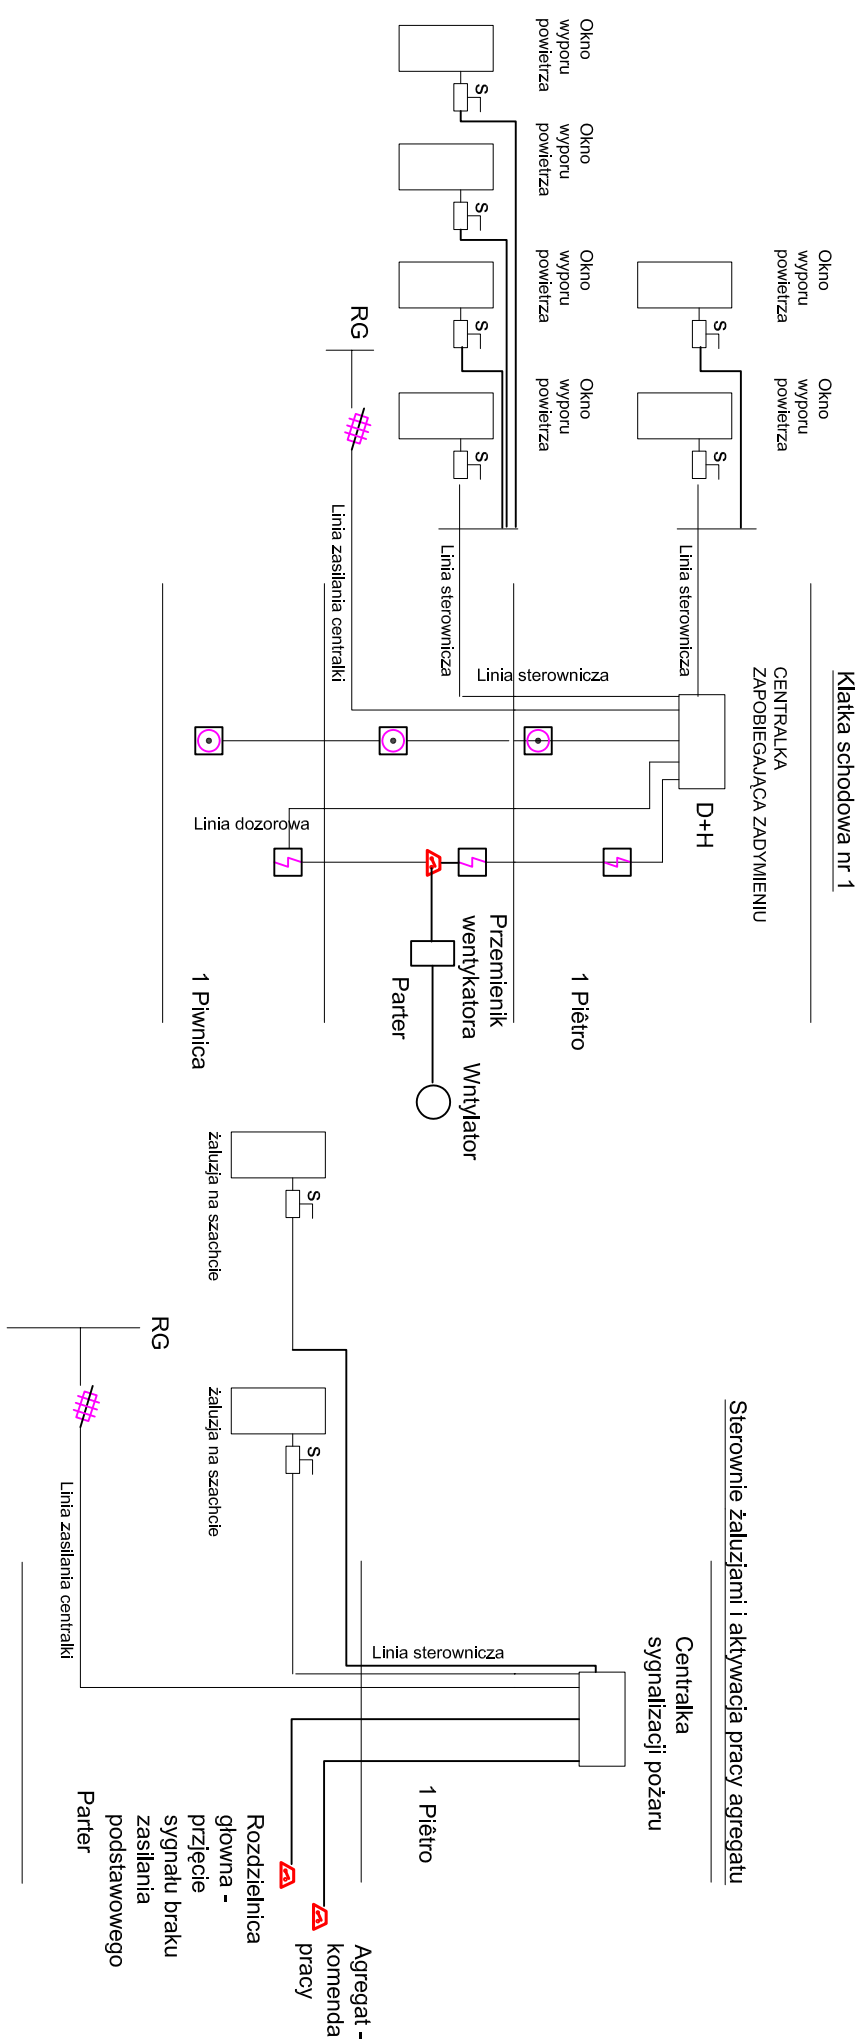 Klatka schodowa nr 1
CENTRALKA
ZAPOBIEGAJĄCA ZADYMIENIU
D+H
Okno
wyporu
powietrza
S
Okno
wyporu
powietrza
S
Linia sterownicza
Okno
wyporu
powietrza
S
Okno
wyporu
powietrza
S
Okno
wyporu
powietrza
S
Okno
wyporu
powietrza
S
Linia sterownicza
Linia sterownicza
RG
Linia zasilania centralki
Linia dozorowa
1 Piêtro
Przemienik
wentykatora
Parter
Wntylator
1 Piwnica
Sterownie żaluzjami i aktywacja pracy agregatu
Centralka
sygnalizacji pożaru
S
żaluzja na szachcie
S
żaluzja na szachcie
RG
Linia zasilania centralki
Linia sterownicza
1 Piêtro
Agregat -
komenda
pracy
Rozdzielnica
głowna -
przjęcie
sygnału braku
zasilania
podstawowego
Parter